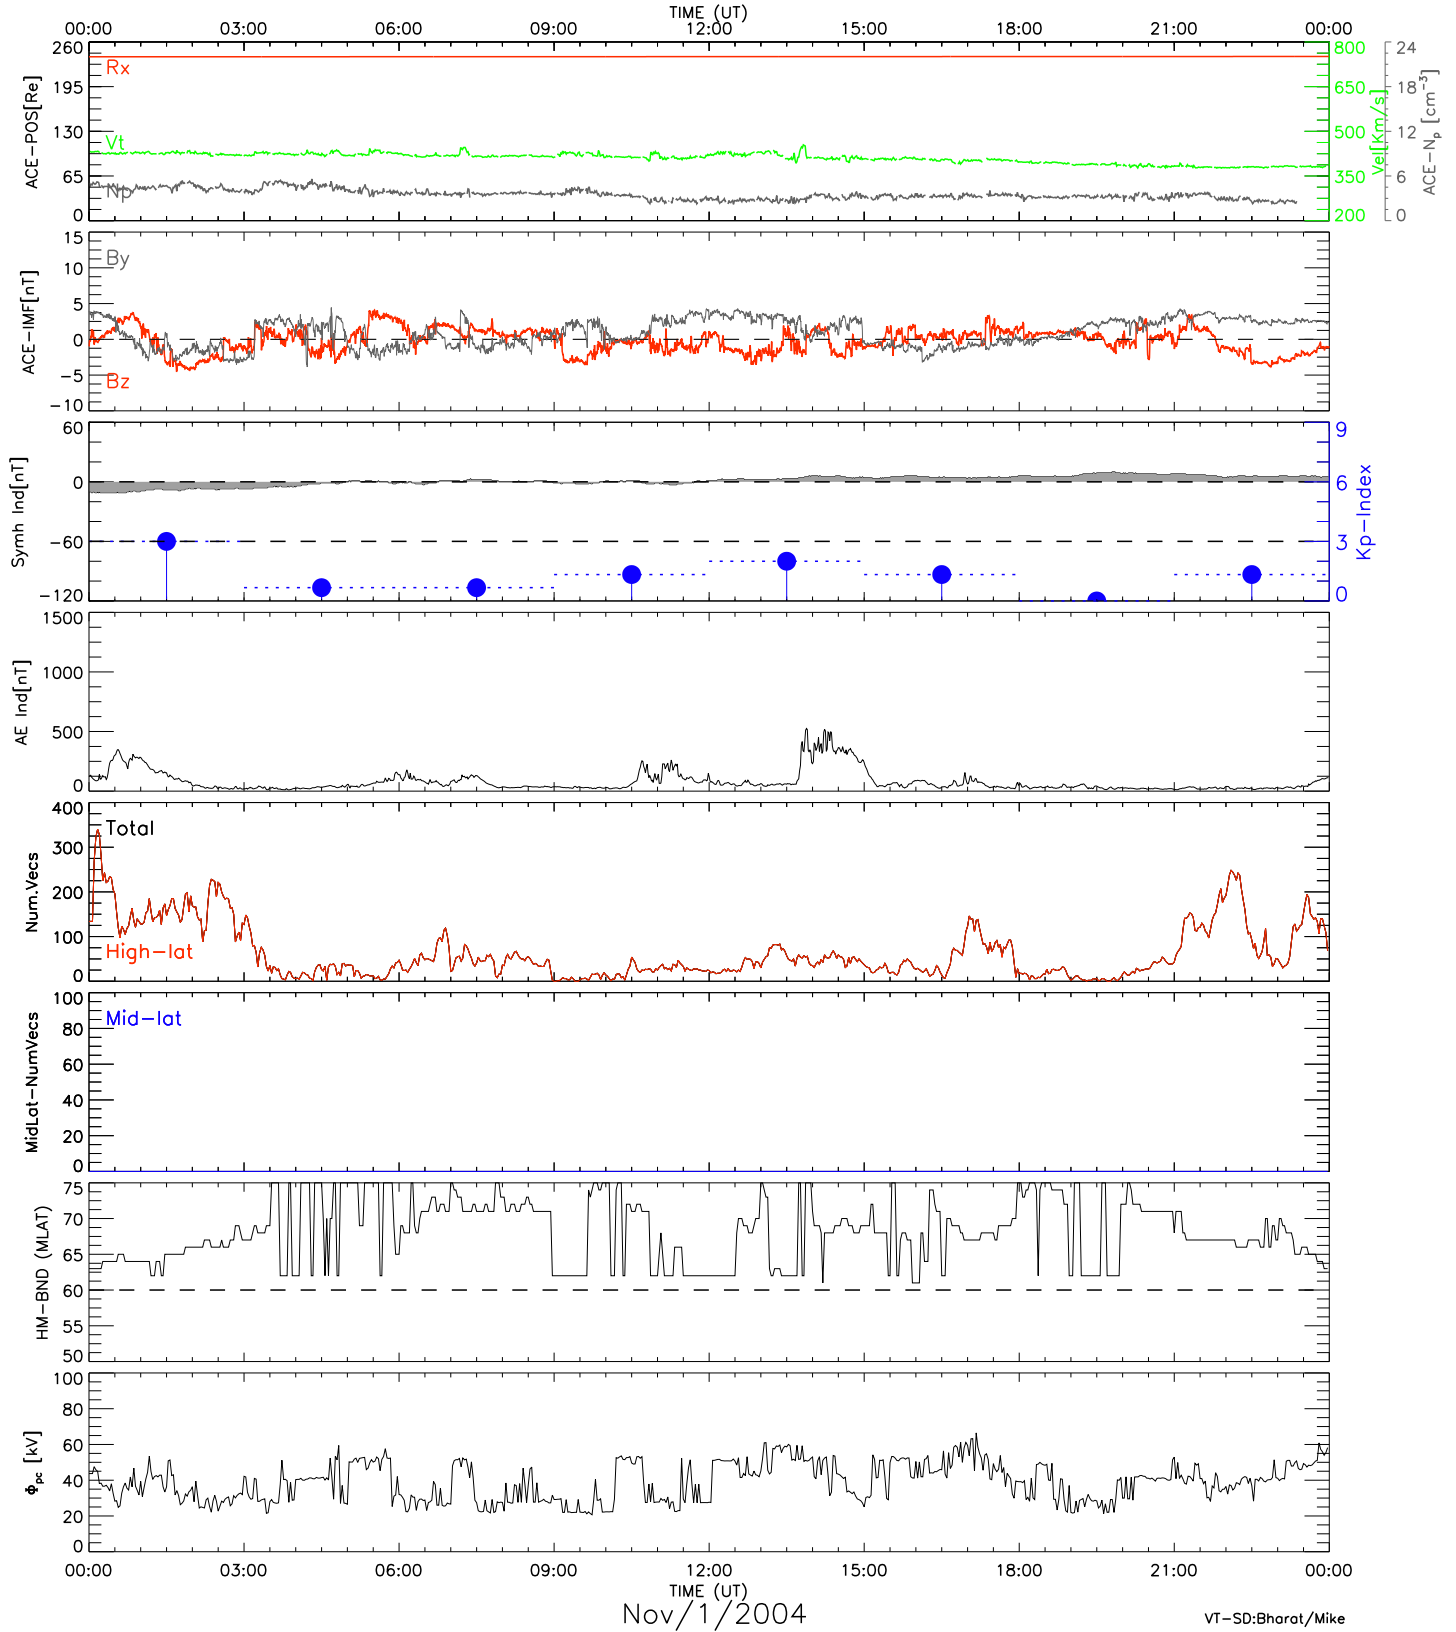 TIME (UT)
00:00 03:00 06:00 09:00 12:00 15:00 18:00 21:00 00:00
260 195 130 65 0
ACE-POS[Re]
Rx
Vt
Np
800 650 500 350 200
Vel[Km/s]
24 18 12 6 0
ACE-Np [cm-3]
15 10 5 0 -5 -10
ACE-IMF[nT]
By
Bz
60 0 -60 -120
Symh Ind[nT]
9 6 3 0
Kp-Index
1500 1000 500 0
AE Ind[nT]
400 300 200 100 0
Num.Vecs
Total
High-lat
100 80 60 40 20 0
MidLat-NumVecs
Mid-lat
75 70 65 60 55 50
HM-BND (MLAT)
100 80 60 40 20 0
Φpc [kV]
00:00 03:00 06:00 09:00 12:00 15:00 18:00 21:00 00:00
TIME (UT)
Nov/1/2004
VT-SD:Bharat/Mike